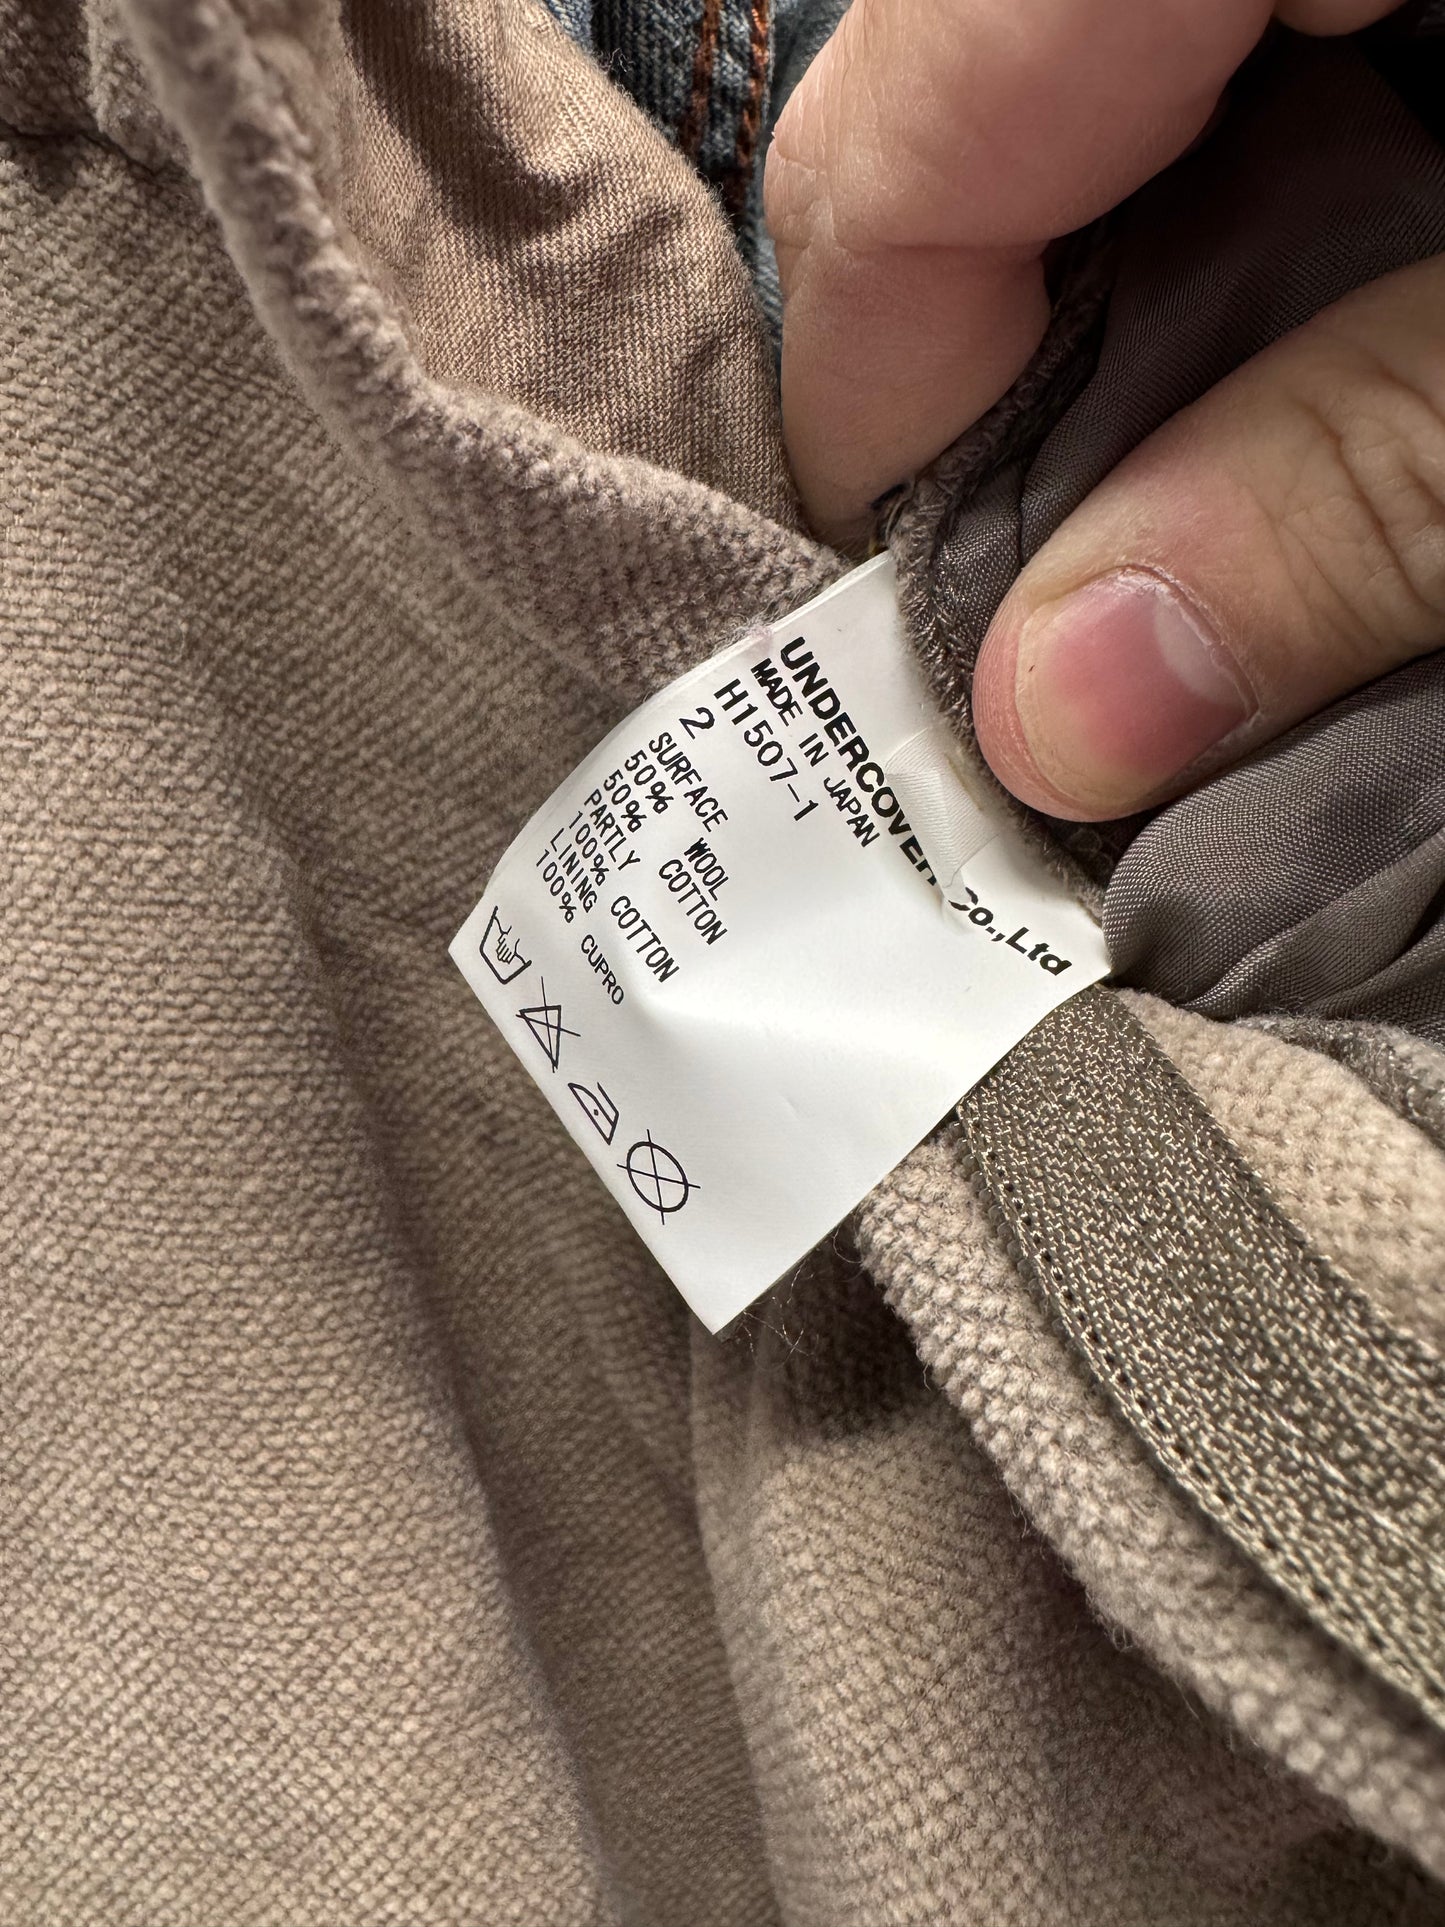 UNDERCOVER Co.,Ltd
MADE IN JAPAN
H1507-1
2
SURFACE
50% WOOL
50% COTTON
PARTLY
100% COTTON
LINING
100% CUPRO